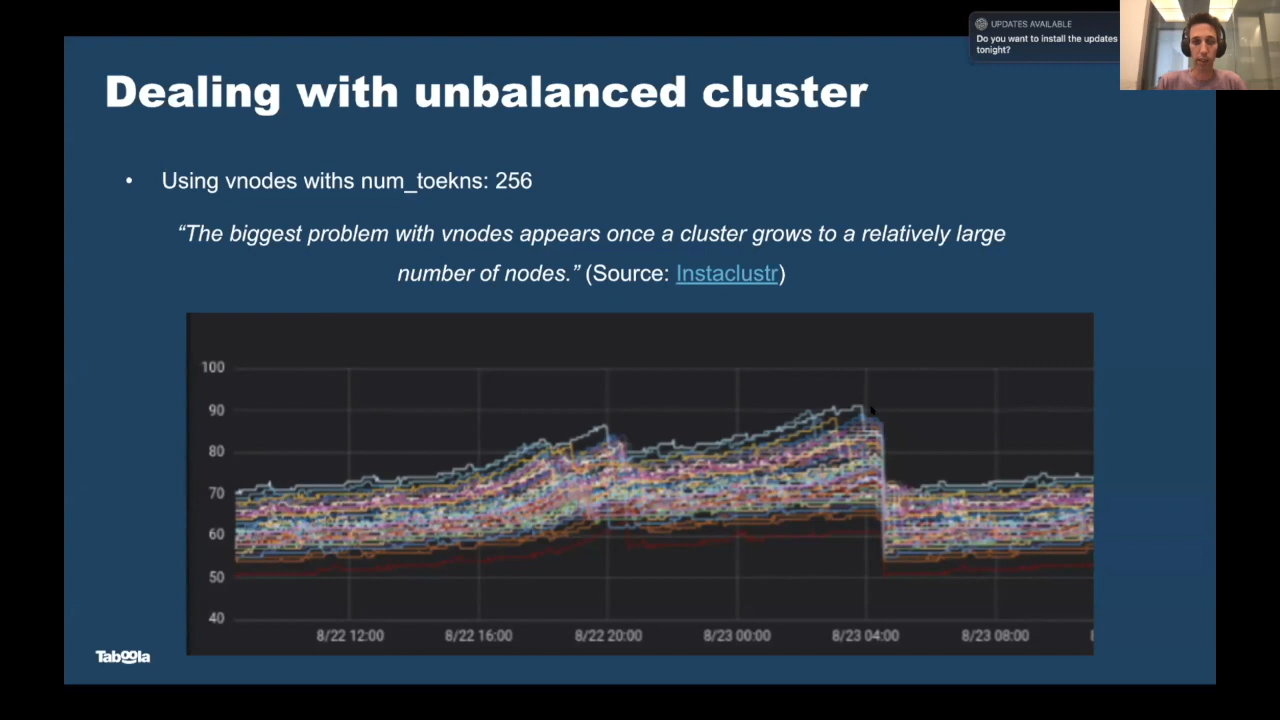 UPDATES AVAILABLE
Do you want to install the updates
tonight?
Dealing with unbalanced cluster
• Using vnodes withs num_toekns: 256
“The biggest problem with vnodes appears once a cluster grows to a relatively large
number of nodes.” (Source: Instaclustr)
100
90
80
70
60
50
40
8/22 12:00 8/22 16:00 8/22 20:00 8/23 00:00 8/23 04:00 8/23 08:00
Taboola